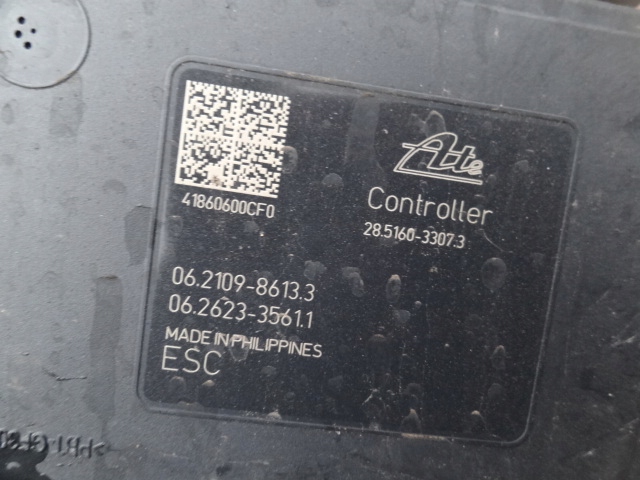 Ate
Controller
28.5160-3307.3
41860600CF0
06.2109-8613.3
06.2623-3561.1
MADE IN PHILIPPINES
ESC